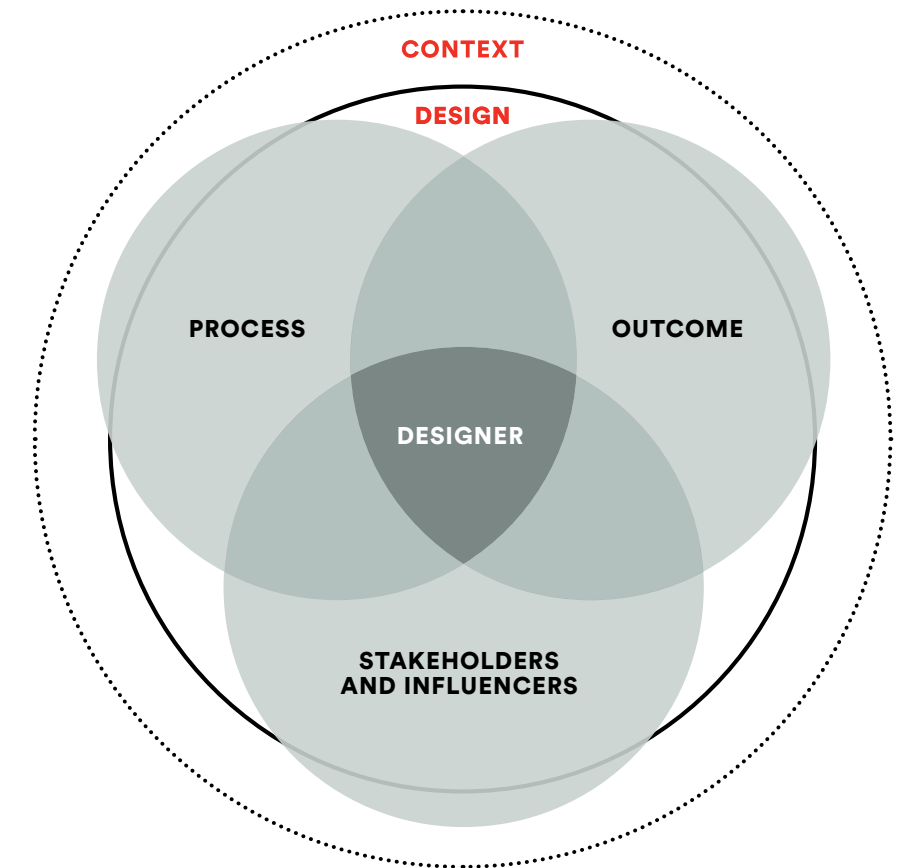 CONTEXT
DESIGN
PROCESS
OUTCOME
DESIGNER
STAKEHOLDERS
AND INFLUENCERS